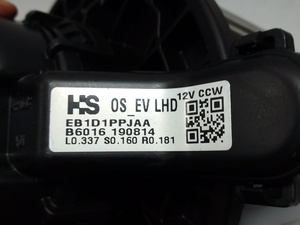 HS OS_EV LHD 12V CCW
EB1D1PPJAA
B6016 190814
L0.337 S0.160 R0.181